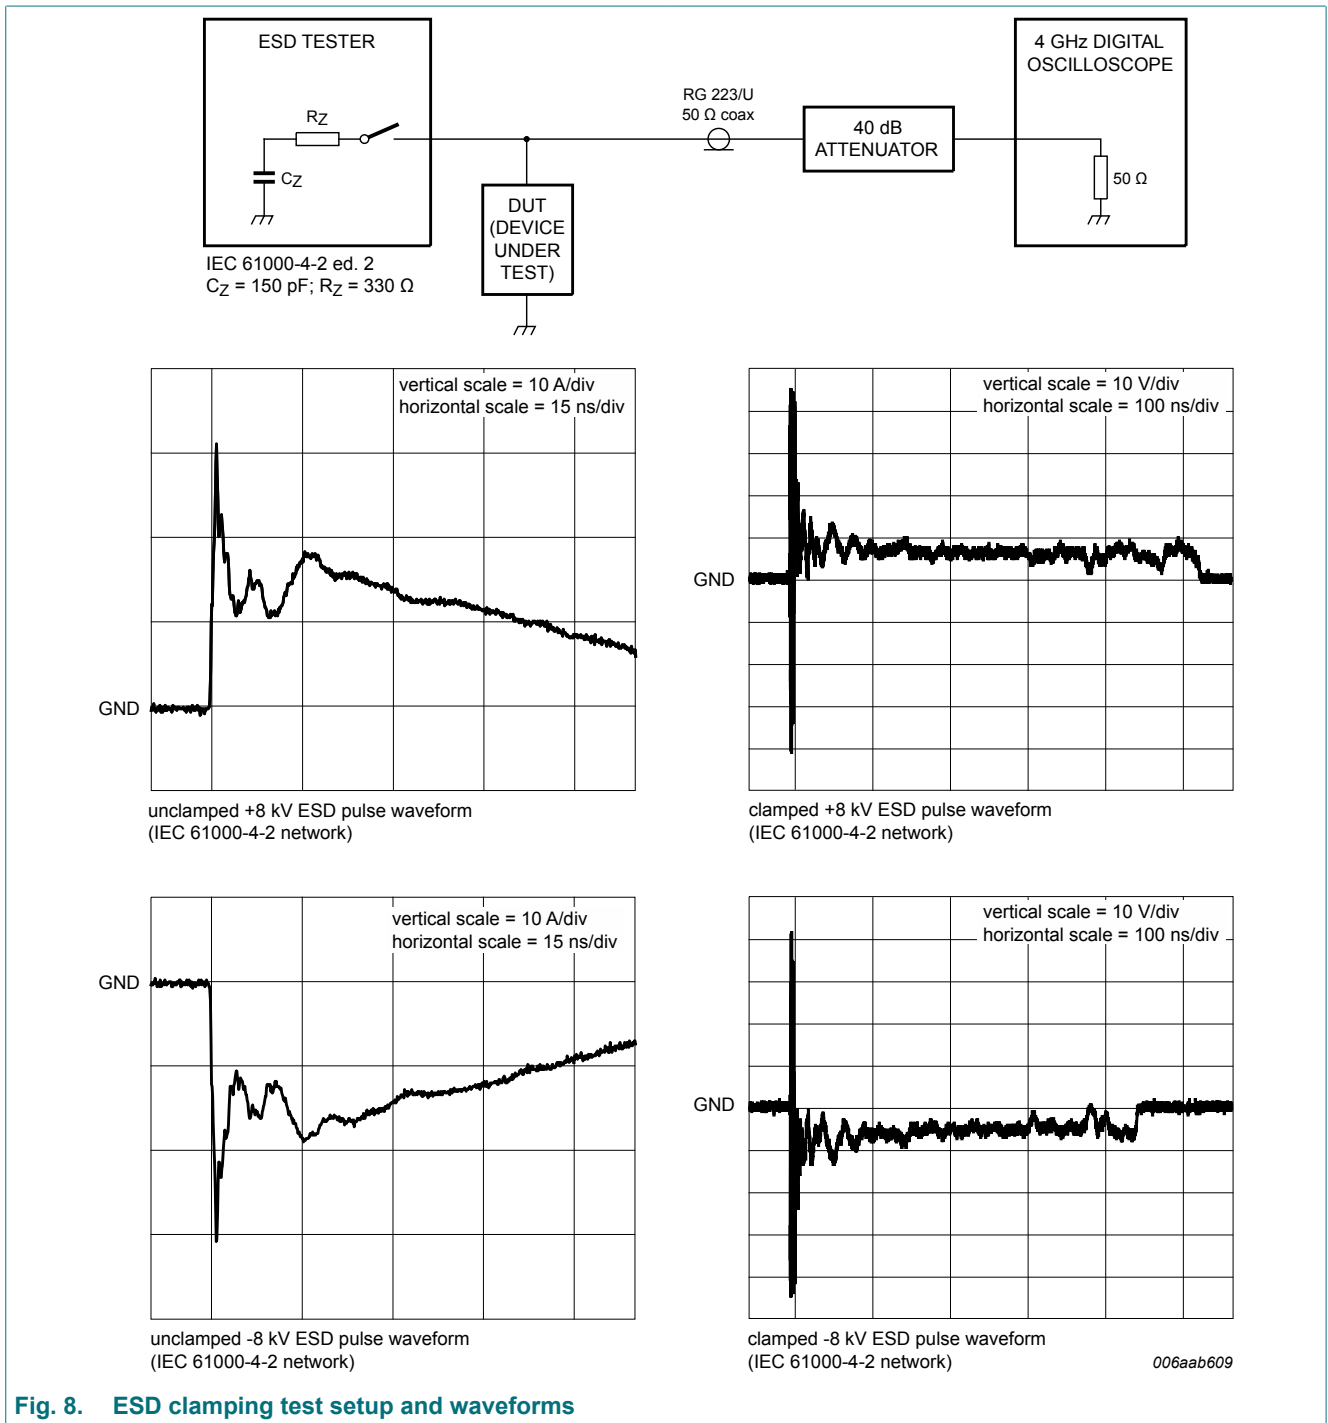 ESD TESTER
RZ
CZ
IEC 61000-4-2 ed. 2
CZ = 150 pF; RZ = 330 Ω
DUT
(DEVICE
UNDER
TEST)
RG 223/U
50 Ω coax
40 dB
ATTENUATOR
4 GHz DIGITAL
OSCILLOSCOPE
50 Ω
vertical scale = 10 A/div
horizontal scale = 15 ns/div
GND
unclamped +8 kV ESD pulse waveform
(IEC 61000-4-2 network)
vertical scale = 10 V/div
horizontal scale = 100 ns/div
GND
clamped +8 kV ESD pulse waveform
(IEC 61000-4-2 network)
vertical scale = 10 A/div
horizontal scale = 15 ns/div
GND
unclamped -8 kV ESD pulse waveform
(IEC 61000-4-2 network)
vertical scale = 10 V/div
horizontal scale = 100 ns/div
GND
clamped -8 kV ESD pulse waveform
(IEC 61000-4-2 network)
006aab609
Fig. 8. ESD clamping test setup and waveforms